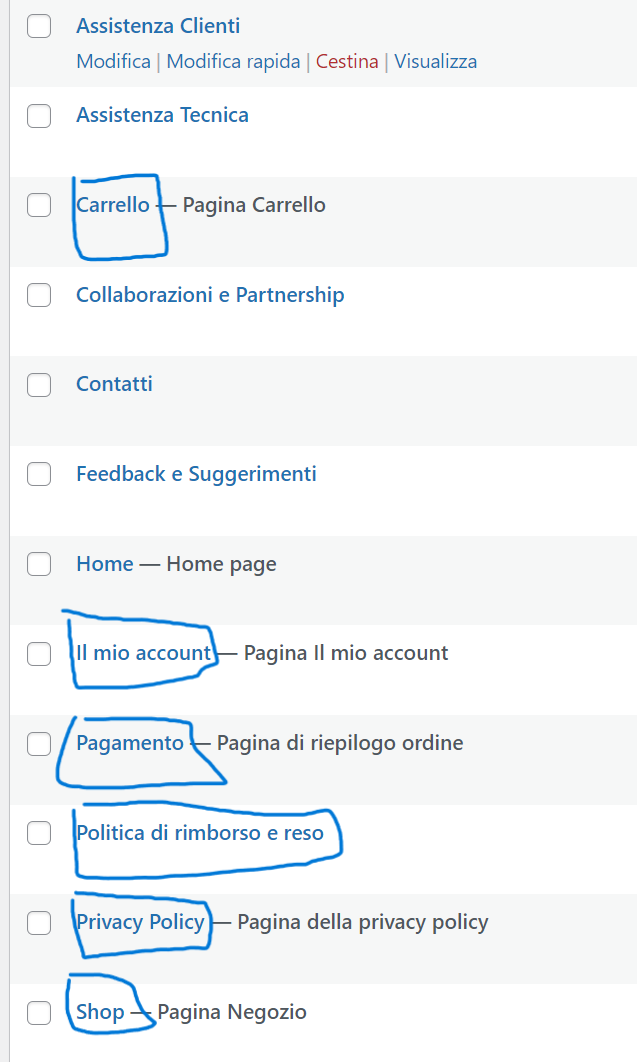 Assistenza Clienti
Modifica | Modifica rapida | Cestina | Visualizza
Assistenza Tecnica
Carrello — Pagina Carrello
Collaborazioni e Partnership
Contatti
Feedback e Suggerimenti
Home — Home page
Il mio account — Pagina Il mio account
Pagamento — Pagina di riepilogo ordine
Politica di rimborso e reso
Privacy Policy — Pagina della privacy policy
Shop — Pagina Negozio